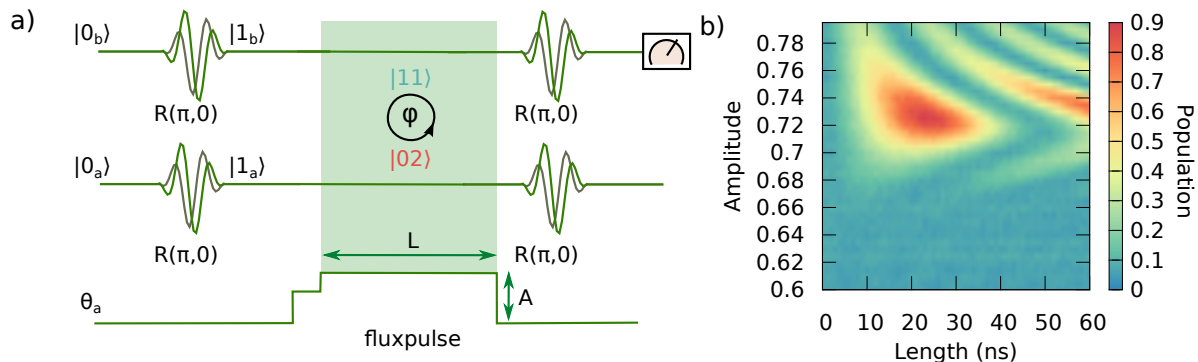 a)
|0b⟩
|1b⟩
R(π,0)
R(π,0)
|11⟩
φ
|02⟩
|0a⟩
|1a⟩
R(π,0)
R(π,0)
L
A
θa
fluxpulse
b)
0.78
0.76
0.74
0.72
0.7
0.68
0.66
0.64
0.62
0.6
Amplitude
0 10 20 30 40 50 60
Length (ns)
0.9
0.8
0.7
0.6
0.5
0.4
0.3
0.2
0.1
0
Population